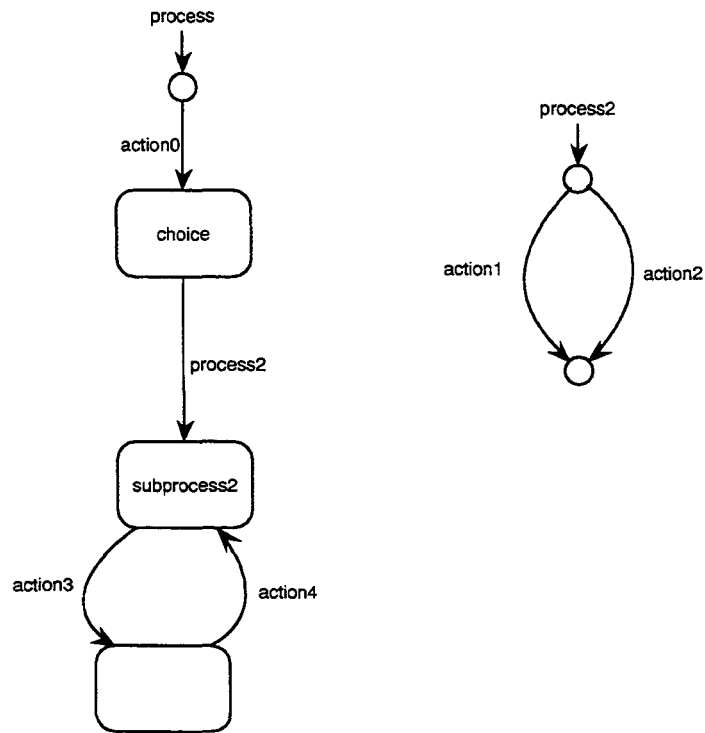 process
action0
choice
process2
subprocess2
action3
action4
process2
action1
action2